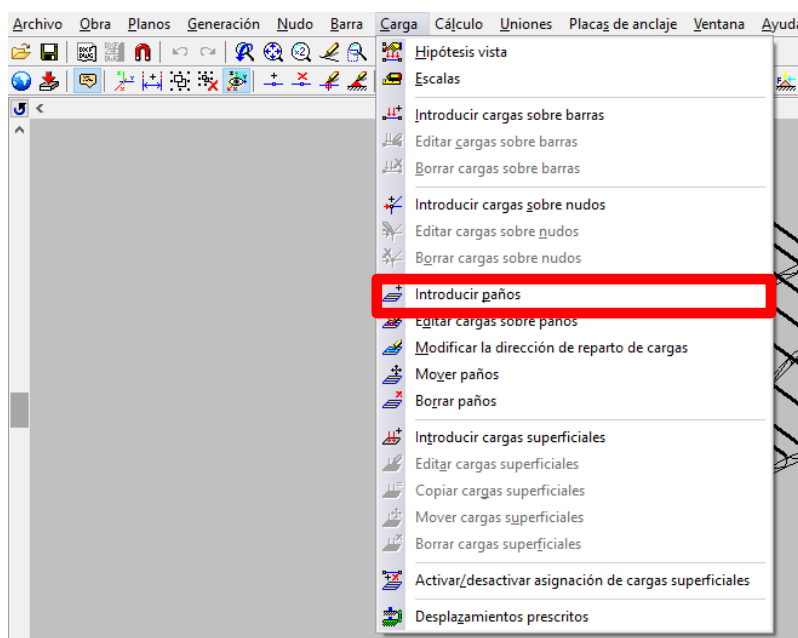 Archivo Obra Planos Generación Nudo Barra Carga Cálculo Uniones Placas de anclaje Ventana Ayuda
Hipótesis vista
Escalas
Introducir cargas sobre barras
Editar cargas sobre barras
Borrar cargas sobre barras
Introducir cargas sobre nudos
Editar cargas sobre nudos
Borrar cargas sobre nudos
Introducir paños
Editar cargas sobre paños
Modificar la dirección de reparto de cargas
Mover paños
Borrar paños
Introducir cargas superficiales
Editar cargas superficiales
Copiar cargas superficiales
Mover cargas superficiales
Borrar cargas superficiales
Activar/desactivar asignación de cargas superficiales
Desplazamientos prescritos